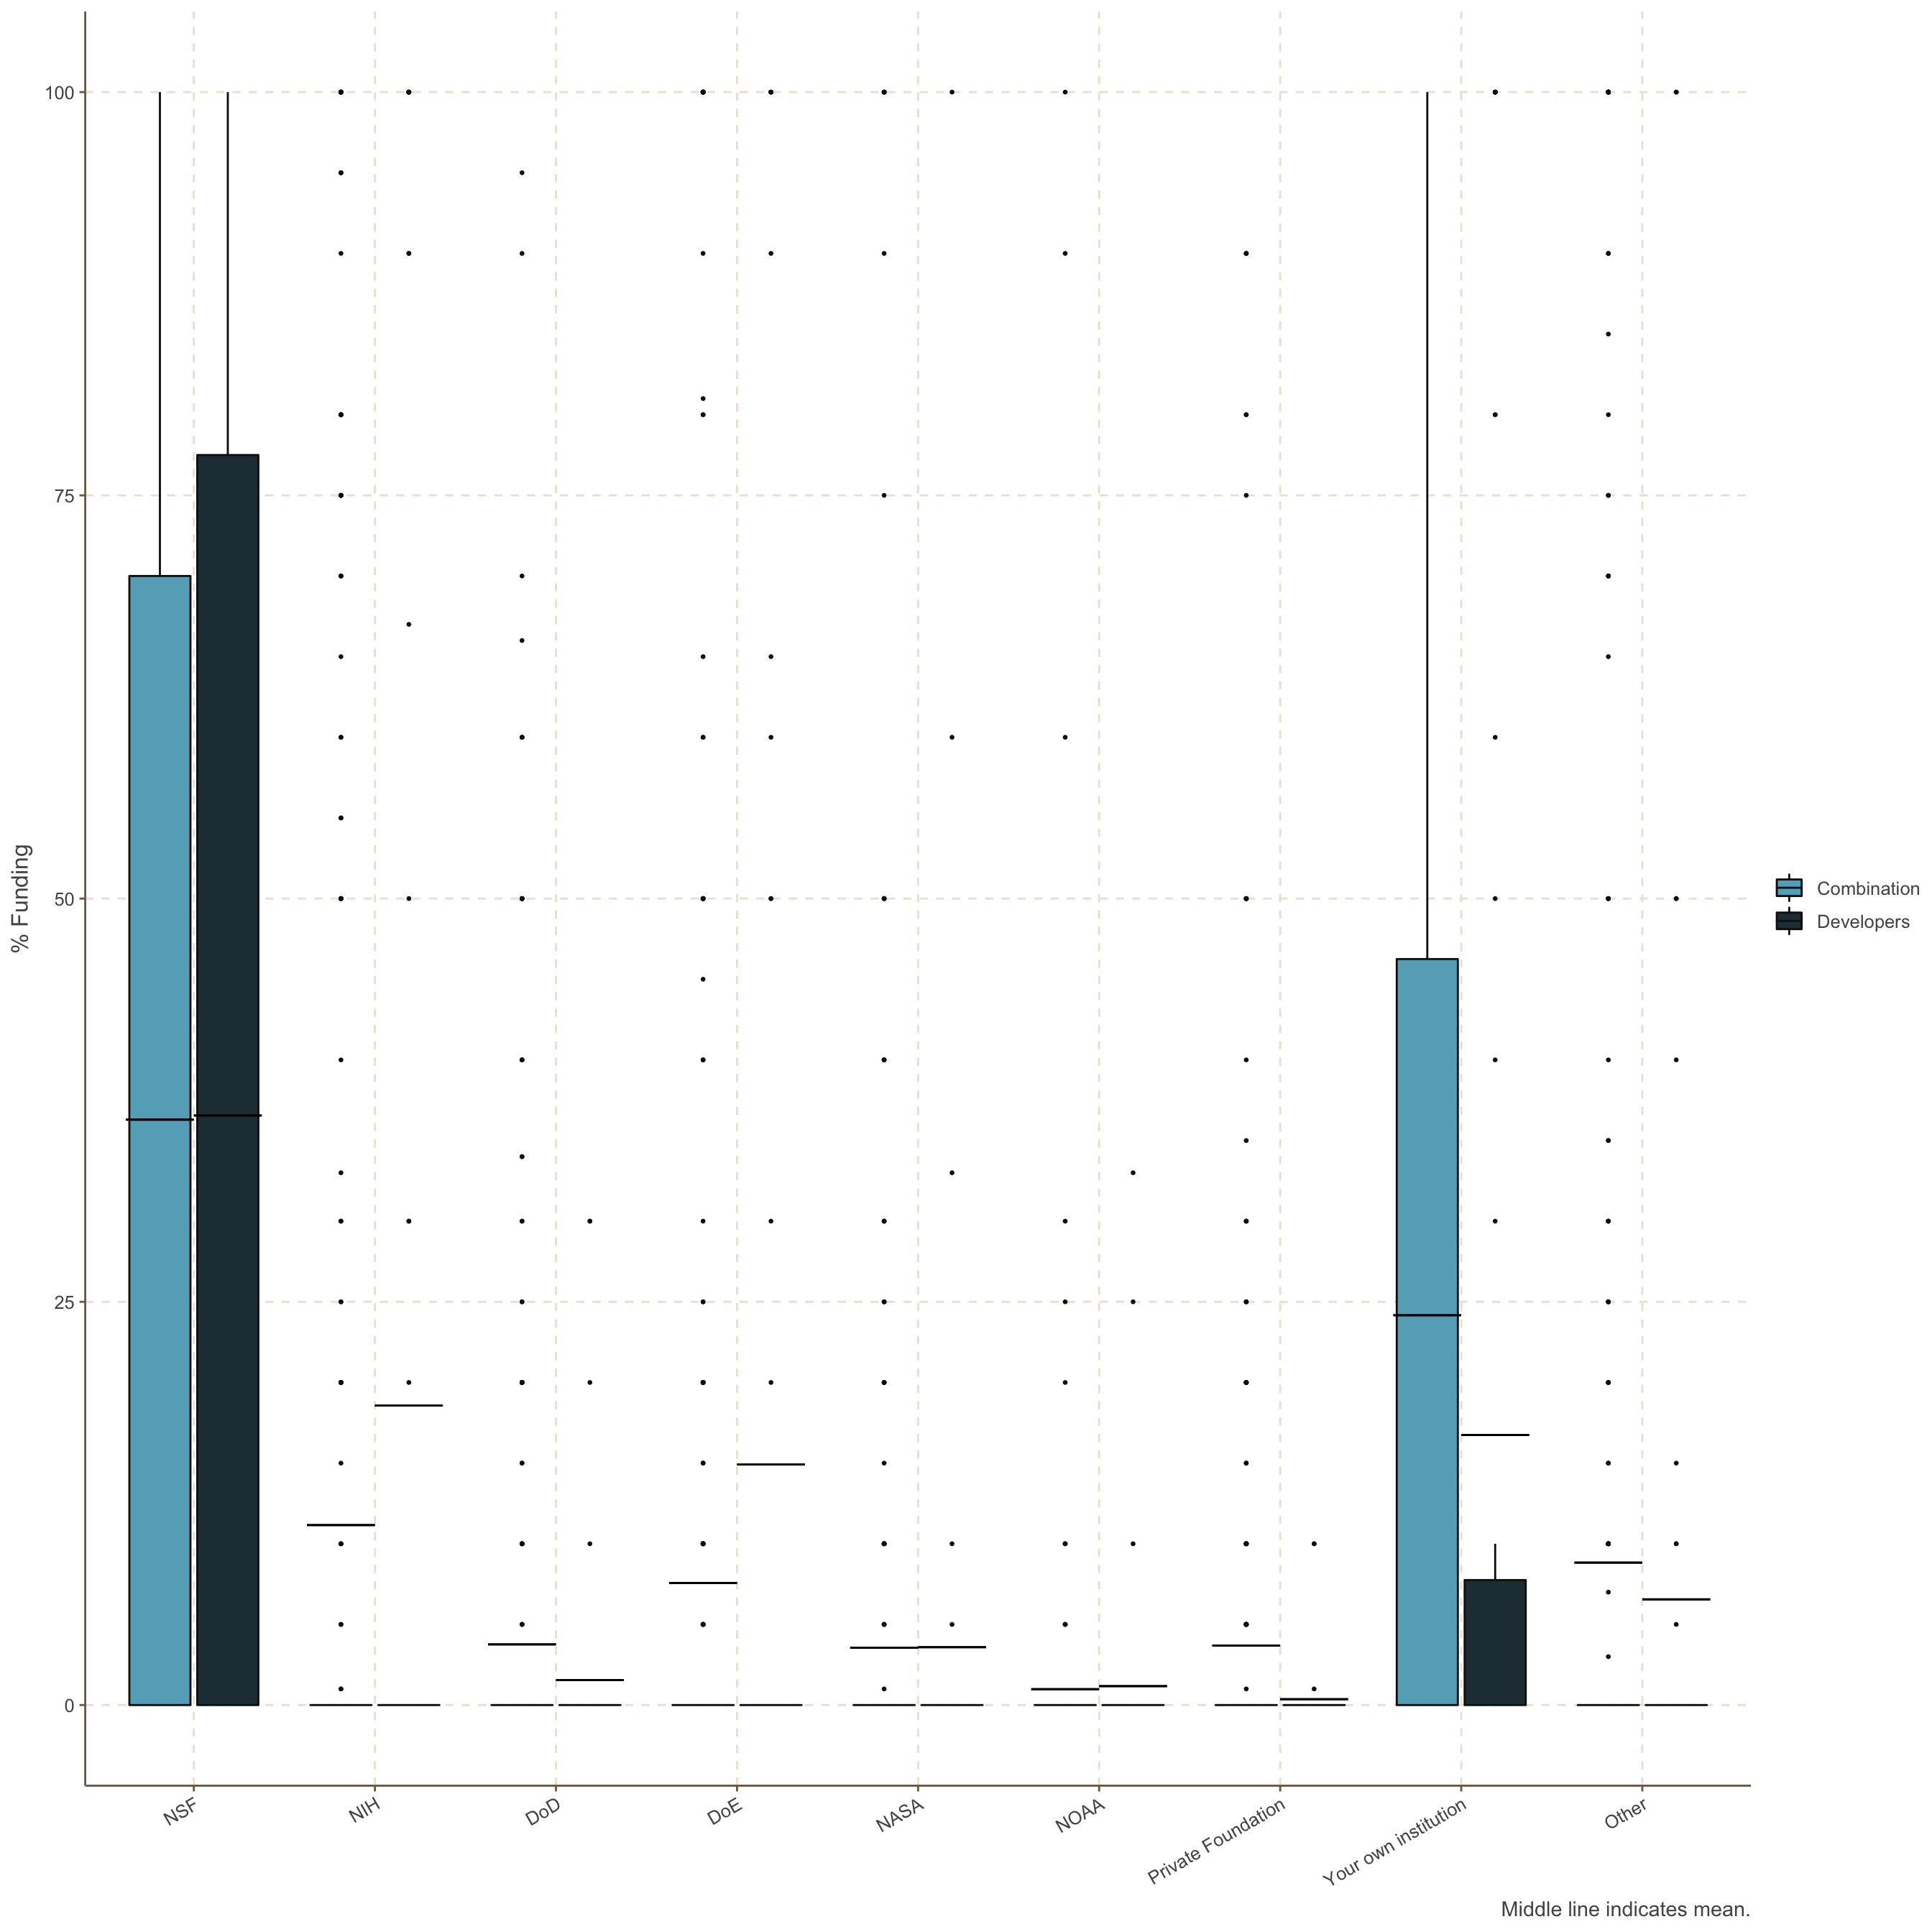 % Funding
100
75
50
25
0
NSF
NIH
DoD
DoE
NASA
NOAA
Private Foundation
Your own institution
Other
Combination
Developers
Middle line indicates mean.